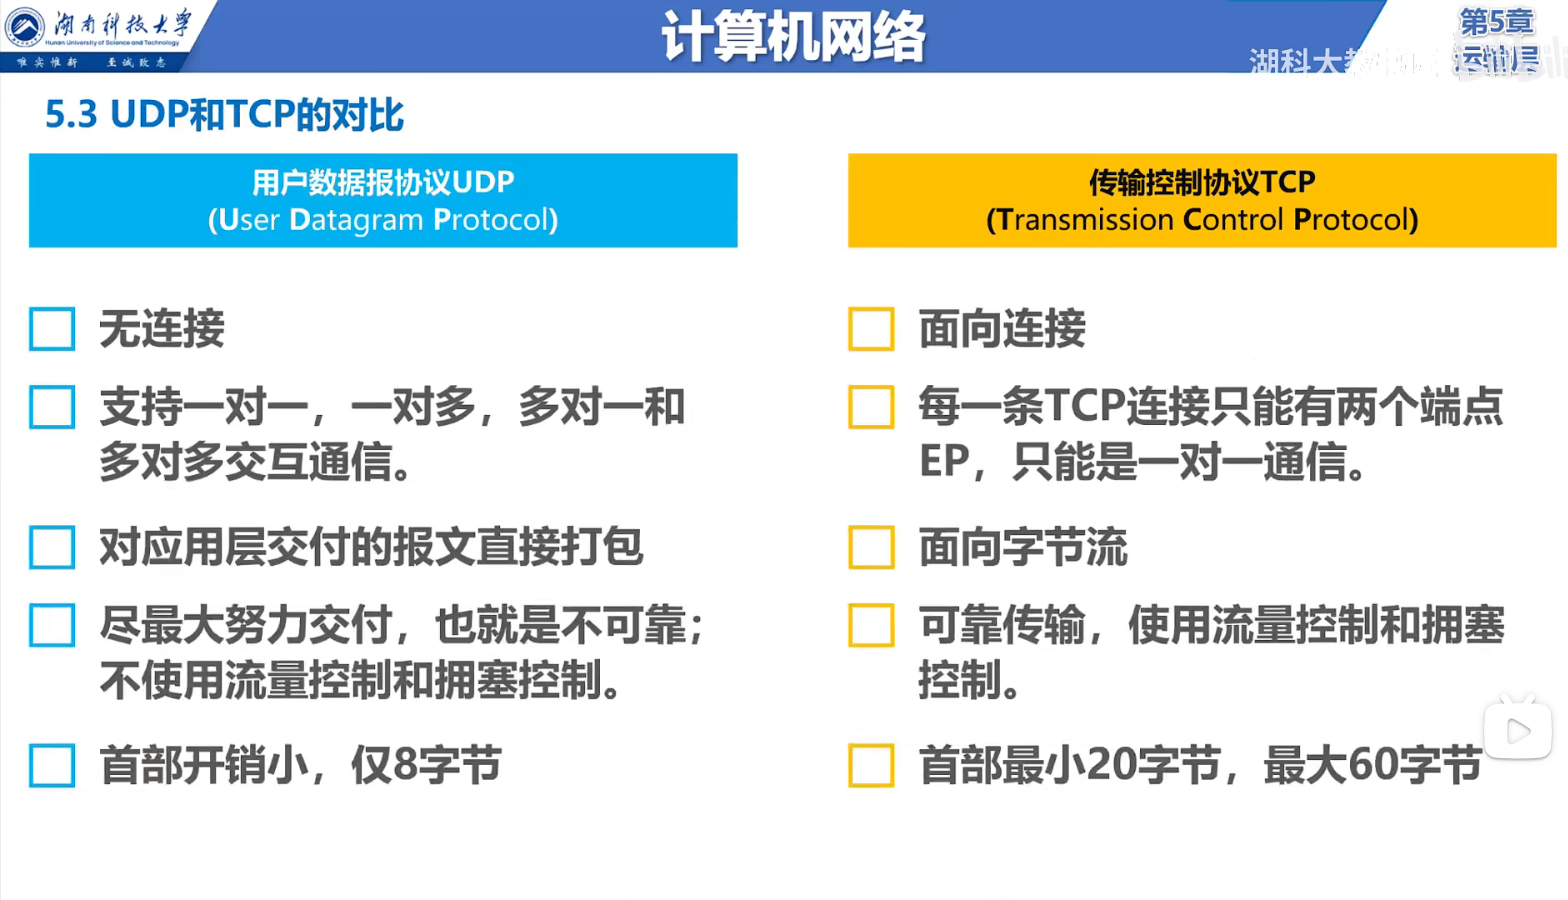 湖南科技大学
Hunan University of Science and Technology
唯实惟新 至诚致志
计算机网络
第5章
运输层
湖科大教
5.3 UDP和TCP的对比
用户数据报协议UDP
(User Datagram Protocol)
无连接
支持一对一，一对多，多对一和
多对多交互通信。
对应用层交付的报文直接打包
尽最大努力交付，也就是不可靠；
不使用流量控制和拥塞控制。
首部开销小，仅8字节
传输控制协议TCP
(Transmission Control Protocol)
面向连接
每一条TCP连接只能有两个端点
EP，只能是一对一通信。
面向字节流
可靠传输，使用流量控制和拥塞
控制。
首部最小20字节，最大60字节